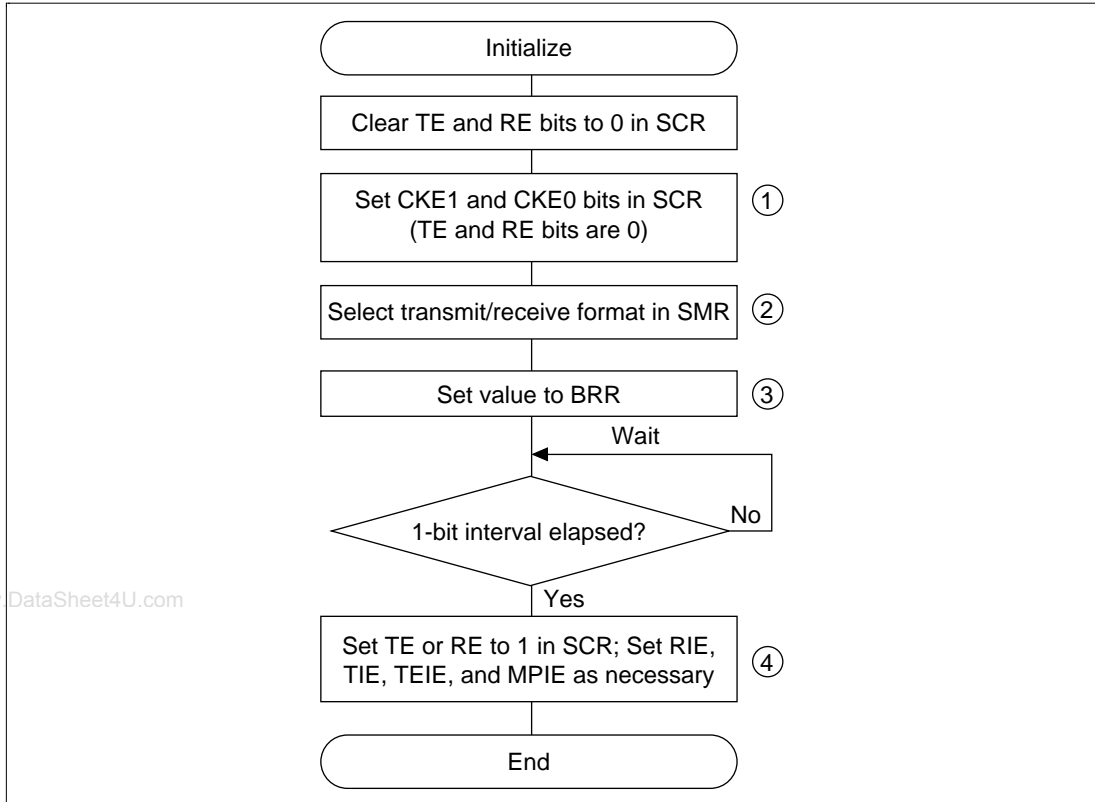 Initialize
Clear TE and RE bits to 0 in SCR
Set CKE1 and CKE0 bits in SCR
(TE and RE bits are 0)
1
Select transmit/receive format in SMR
2
Set value to BRR
3
Wait
1-bit interval elapsed?
No
Yes
.DataSheet4U.com
Set TE or RE to 1 in SCR; Set RIE,
TIE, TEIE, and MPIE as necessary
4
End